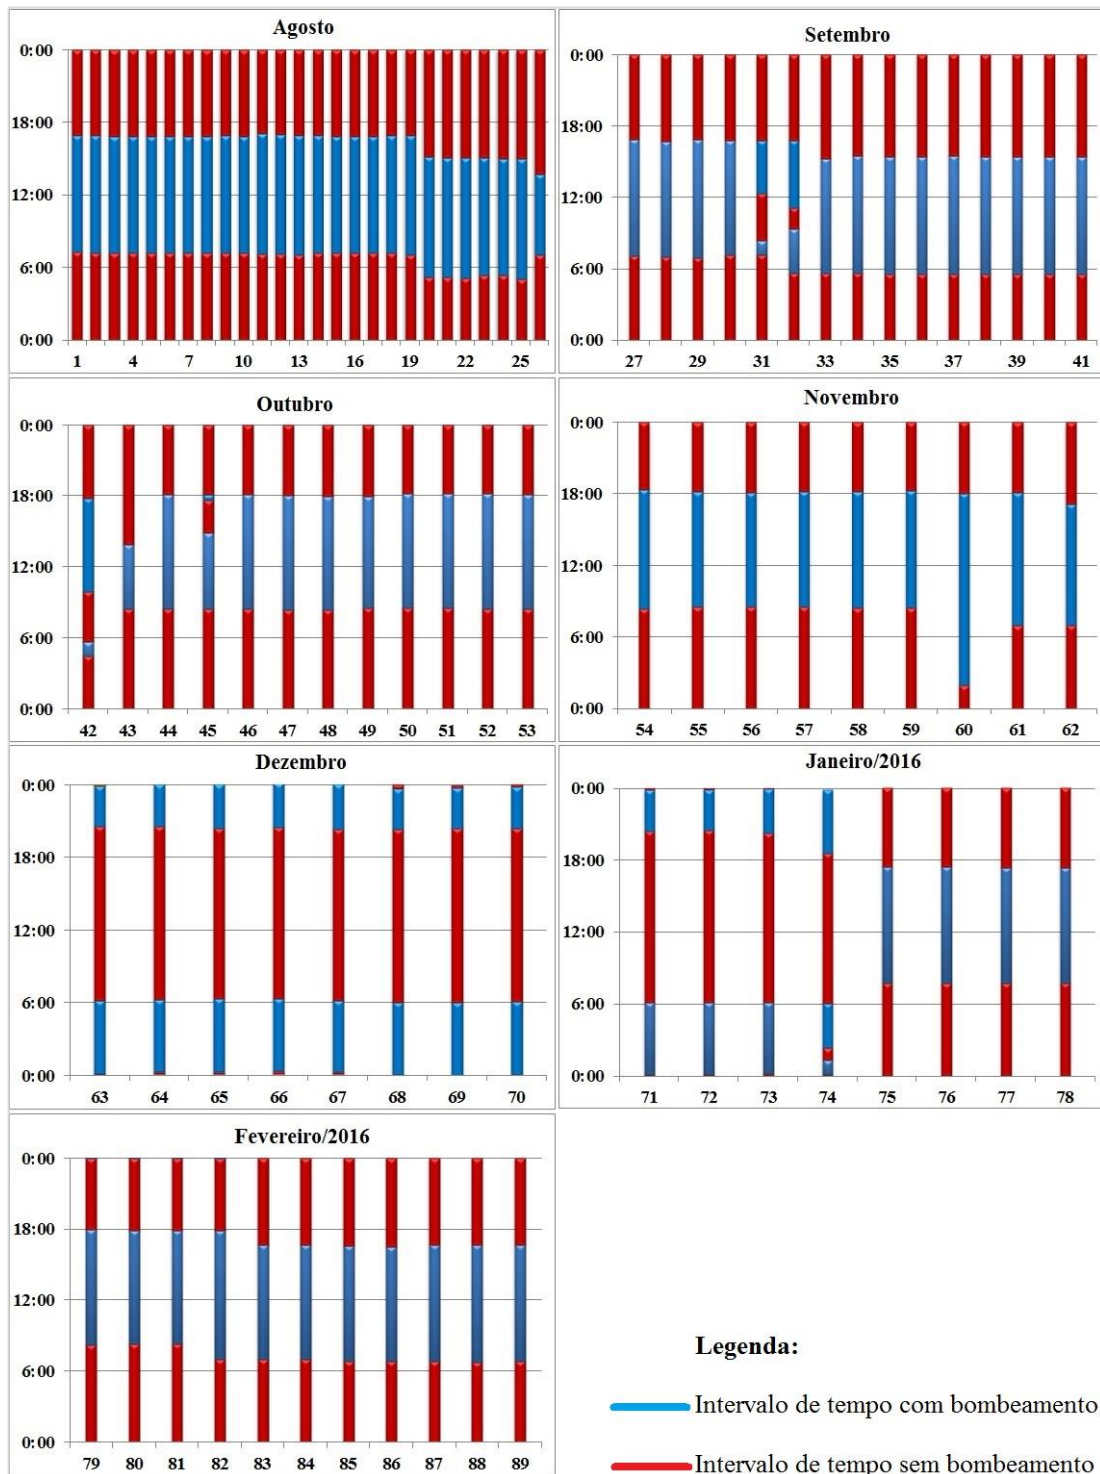 Agosto
0:00
18:00
12:00
6:00
0:00
1 4 7 10 13 16 19 22 25
Setembro
0:00
18:00
12:00
6:00
0:00
27 29 31 33 35 37 39 41
Outubro
0:00
18:00
12:00
6:00
0:00
42 43 44 45 46 47 48 49 50 51 52 53
Novembro
0:00
18:00
12:00
6:00
0:00
54 55 56 57 58 59 60 61 62
Dezembro
0:00
18:00
12:00
6:00
0:00
63 64 65 66 67 68 69 70
Janeiro/2016
0:00
18:00
12:00
6:00
0:00
71 72 73 74 75 76 77 78
Fevereiro/2016
0:00
18:00
12:00
6:00
0:00
79 80 81 82 83 84 85 86 87 88 89
Legenda:
Intervalo de tempo com bombeamento
Intervalo de tempo sem bombeamento